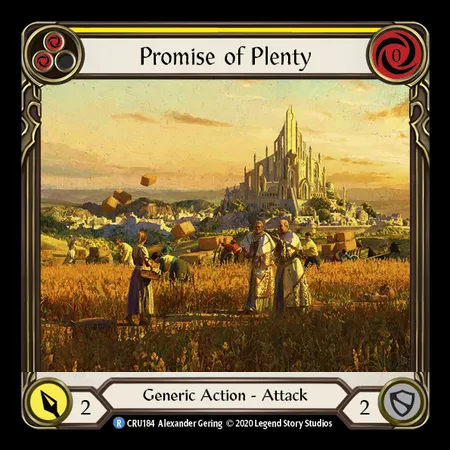 Promise of Plenty
0
Generic Action - Attack
2
2
R CRU184 Alexander Gering © 2020 Legend Story Studios